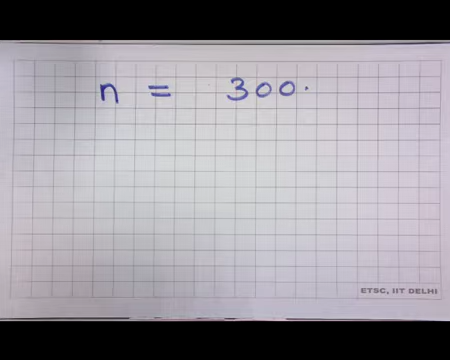 n = 300.
ETSC, IIT DELHI